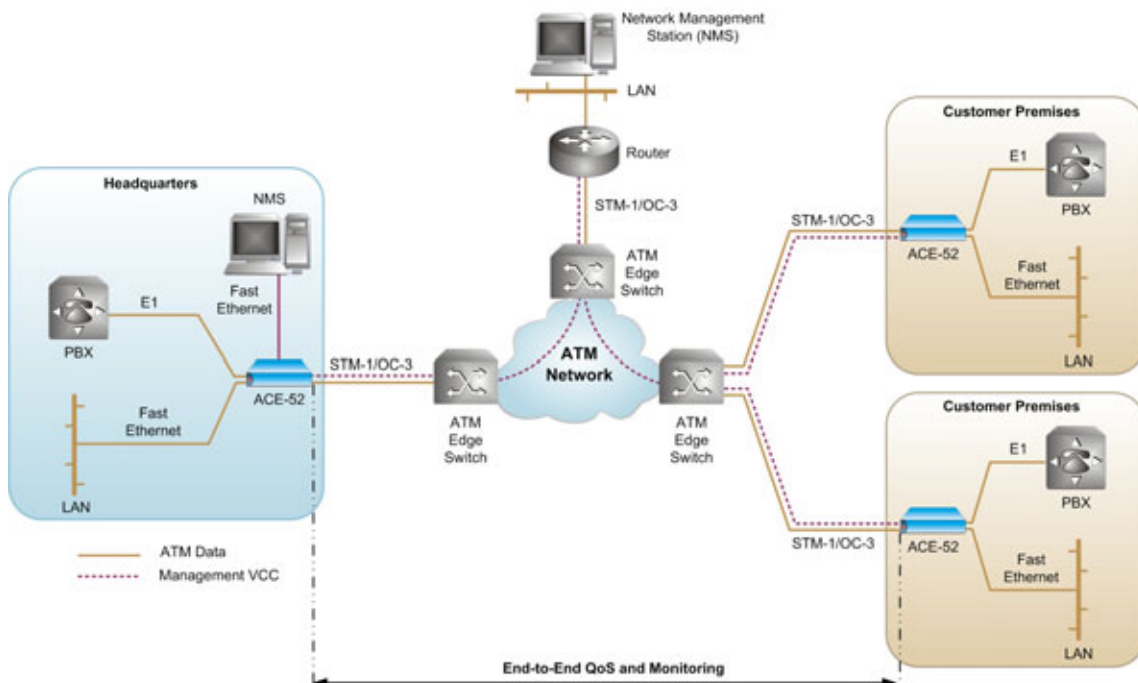 Network Management
Station (NMS)
LAN
Router
STM-1/OC-3
ATM
Edge
Switch
ATM
Network
Headquarters
NMS
Fast
Ethernet
E1
PBX
ACE-52
Fast
Ethernet
LAN
STM-1/OC-3
ATM
Edge
Switch
ATM
Edge
Switch
STM-1/OC-3
Customer Premises
E1
PBX
ACE-52
Fast
Ethernet
LAN
STM-1/OC-3
Customer Premises
E1
PBX
ACE-52
Fast
Ethernet
LAN
ATM Data
Management VCC
End-to-End QoS and Monitoring